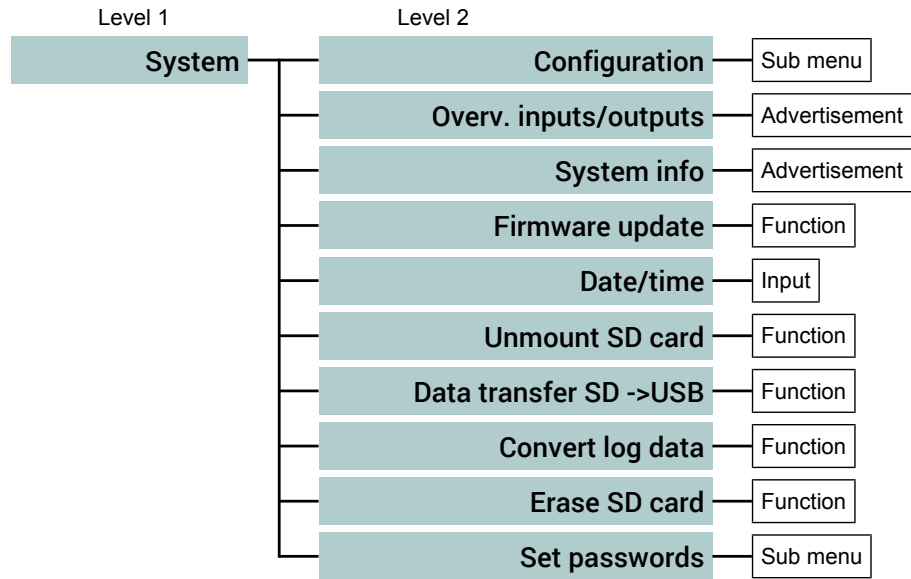 Level 1
Level 2
System
Configuration
Sub menu
Overv. inputs/outputs
Advertisement
System info
Advertisement
Firmware update
Function
Date/time
Input
Unmount SD card
Function
Data transfer SD ->USB
Function
Convert log data
Function
Erase SD card
Function
Set passwords
Sub menu